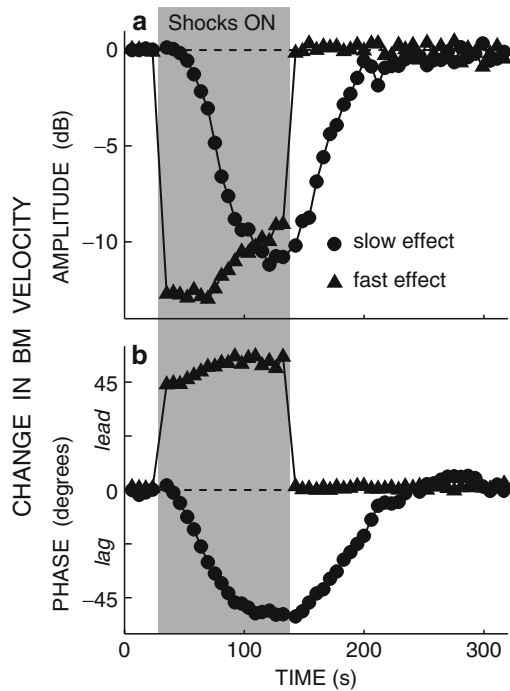 Shocks ON
a
0
−5
−10
AMPLITUDE (dB)
slow effect
fast effect
CHANGE IN BM VELOCITY
b
45
0
−45
lead
lag
PHASE (degrees)
0
100
200
300
TIME (s)